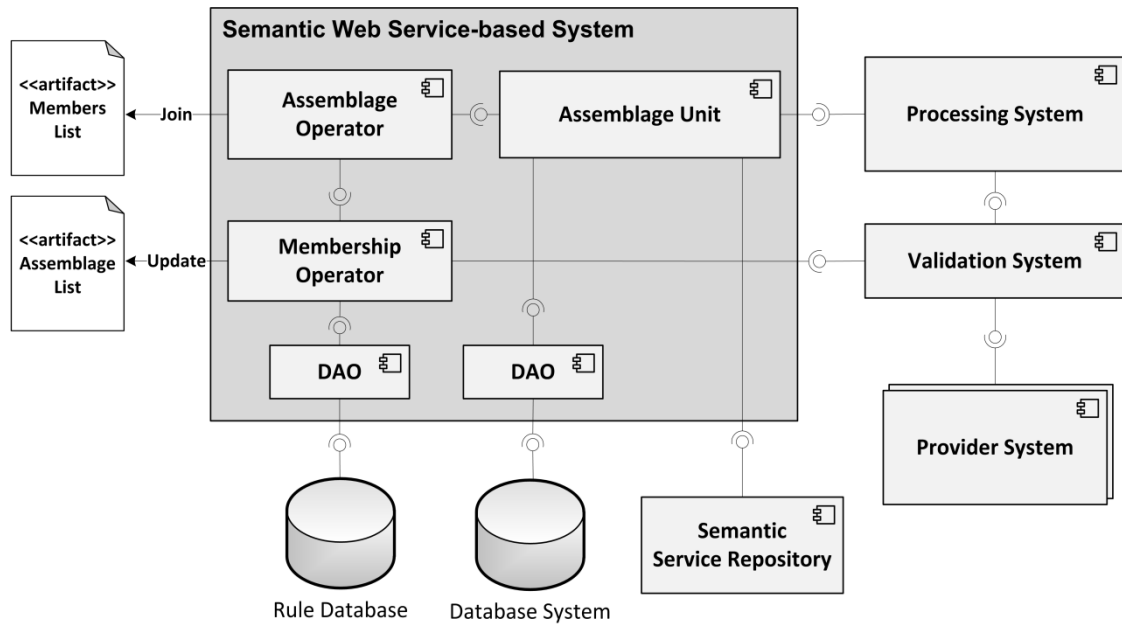 Semantic Web Service-based System
<<artifact>>
Members
List
Join
Assemblage
Operator
Assemblage Unit
Processing System
<<artifact>>
Assemblage
List
Update
Membership
Operator
Validation System
DAO
DAO
Provider System
Semantic
Service Repository
Rule Database
Database System